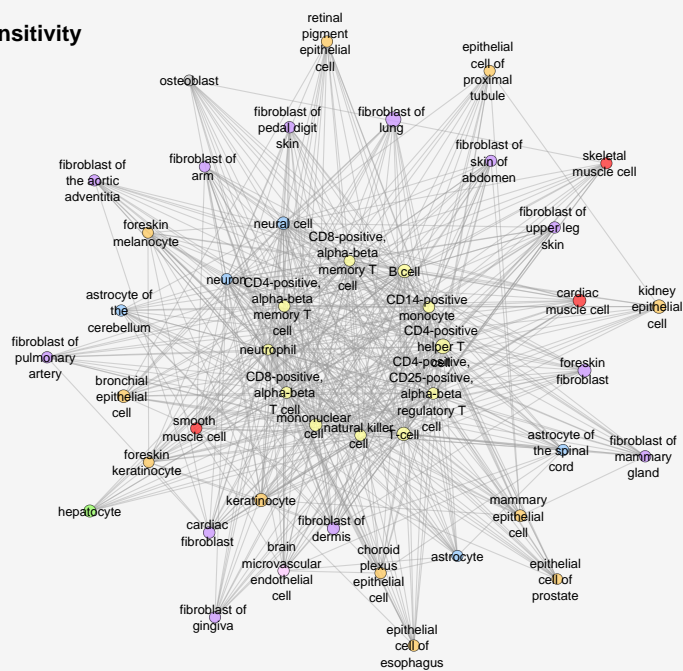 nsitivity
retinal
pigment
epithelial
cell
epithelial
cell of
proximal
tubule
osteoblast
fibroblast of
pedal digit
skin
fibroblast of
lung
fibroblast of
arm
fibroblast of
skin of
abdomen
skeletal
muscle cell
fibroblast of
the aortic
adventitia
foreskin
melanocyte
neural cell
fibroblast of
upper leg
skin
CD8-positive,
alpha-beta
memory T
cell
B cell
neuron
CD4-positive,
alpha-beta
memory T
cell
CD14-positive
monocyte
cardiac
muscle cell
kidney
epithelial
cell
astrocyte of
the
cerebellum
CD4-positive
helper T
cell
neutrophil
fibroblast of
pulmonary
artery
CD4-positive,
CD25-positive,
alpha-beta
regulatory T
cell
foreskin
fibroblast
bronchial
epithelial
cell
CD8-positive,
alpha-beta
T cell
mononuclear
cell
natural killer
cell
T-cell
smooth
muscle cell
astrocyte of
the spinal
cord
fibroblast of
mammary
gland
foreskin
keratinocyte
hepatocyte
keratinocyte
mammary
epithelial
cell
cardiac
fibroblast
fibroblast of
dermis
brain
microvascular
endothelial
cell
choroid
plexus
epithelial
cell
astrocyte
epithelial
cell of
prostate
fibroblast of
gingiva
epithelial
cell of
esophagus